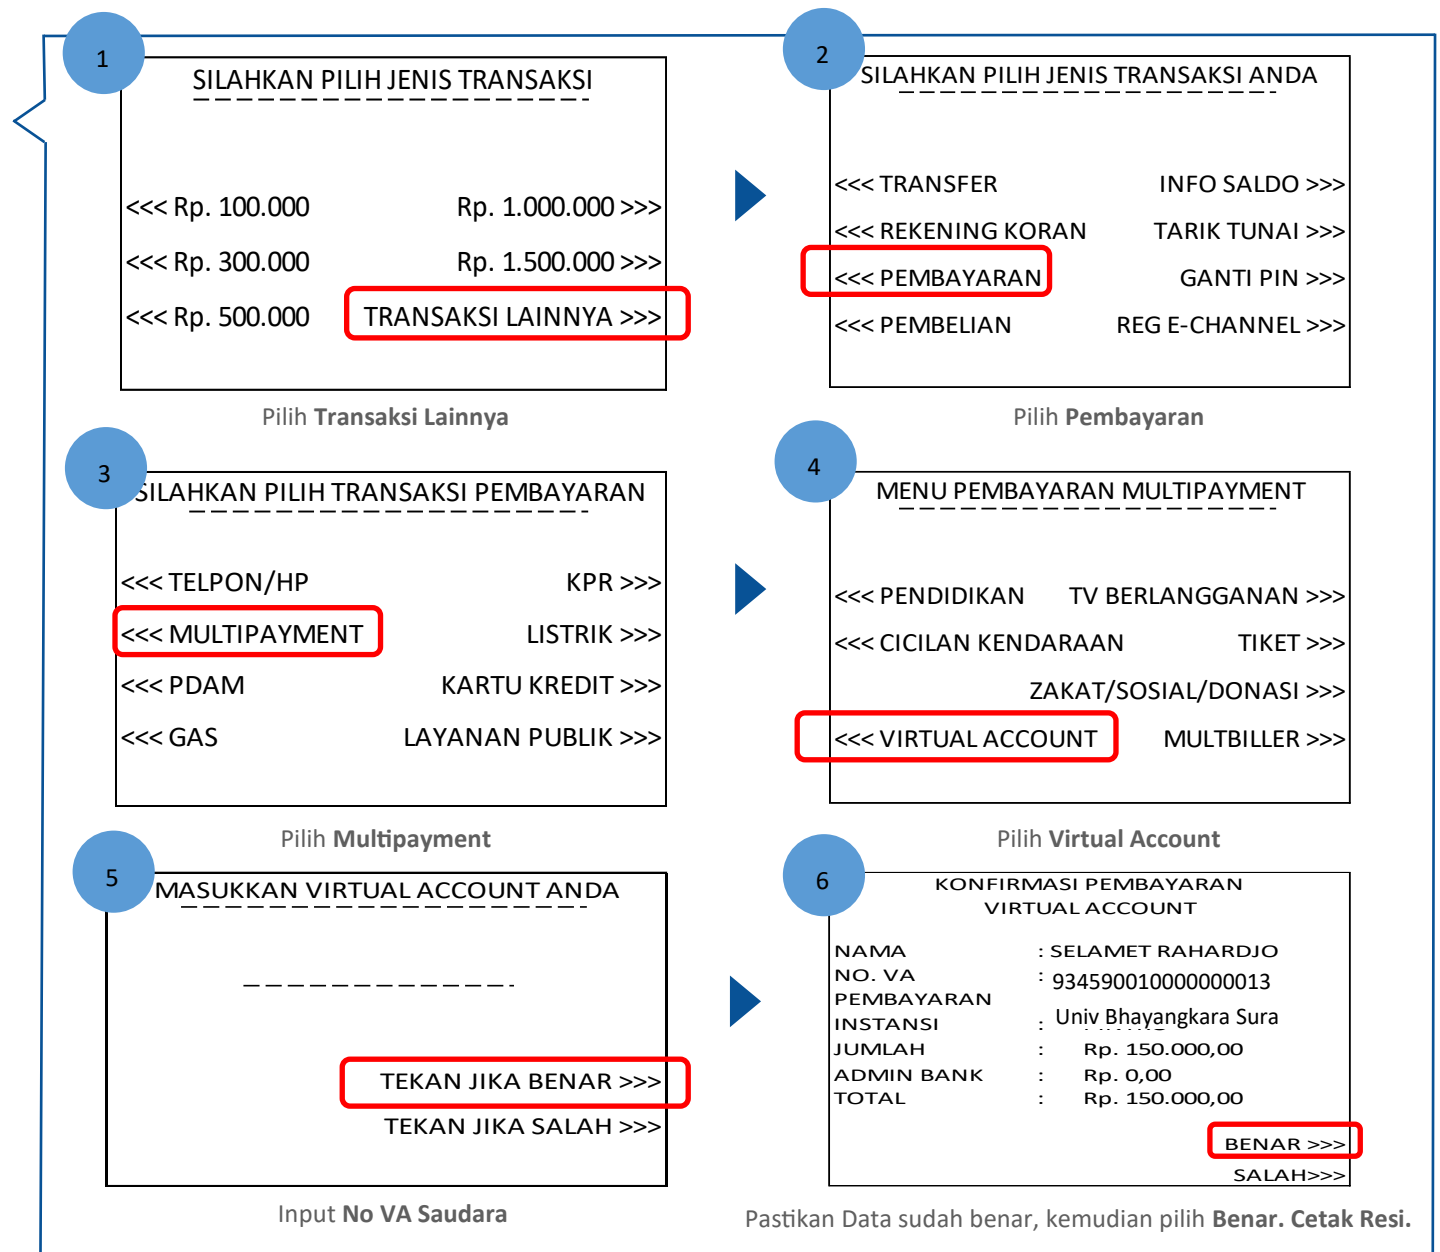 1
SILAHKAN PILIH JENIS TRANSAKSI
<<< Rp. 100.000 Rp. 1.000.000 >>>
<<< Rp. 300.000 Rp. 1.500.000 >>>
<<< Rp. 500.000 TRANSAKSI LAINNYA >>>
Pilih Transaksi Lainnya
2
SILAHKAN PILIH JENIS TRANSAKSI ANDA
<<< TRANSFER INFO SALDO >>>
<<< REKENING KORAN TARIK TUNAI >>>
<<< PEMBAYARAN GANTI PIN >>>
<<< PEMBELIAN REG E-CHANNEL >>>
Pilih Pembayaran
3
SILAHKAN PILIH TRANSAKSI PEMBAYARAN
<<< TELPON/HP KPR >>>
<<< MULTIPAYMENT LISTRIK >>>
<<< PDAM KARTU KREDIT >>>
<<< GAS LAYANAN PUBLIK >>>
Pilih Multipayment
4
MENU PEMBAYARAN MULTIPAYMENT
<<< PENDIDIKAN TV BERLANGGANAN >>>
<<< CICILAN KENDARAAN TIKET >>>
ZAKAT/SOSIAL/DONASI >>>
<<< VIRTUAL ACCOUNT MULTBILLER >>>
Pilih Virtual Account
5
MASUKKAN VIRTUAL ACCOUNT ANDA
TEKAN JIKA BENAR >>>
TEKAN JIKA SALAH >>>
Input No VA Saudara
6
KONFIRMASI PEMBAYARAN
VIRTUAL ACCOUNT
NAMA : SELAMET RAHARDJO
NO. VA : 934590010000000013
PEMBAYARAN
INSTANSI : Univ Bhayangkara Sura
JUMLAH : Rp. 150.000,00
ADMIN BANK : Rp. 0,00
TOTAL : Rp. 150.000,00
BENAR >>>
SALAH>>>
Pastikan Data sudah benar, kemudian pilih Benar. Cetak Resi.